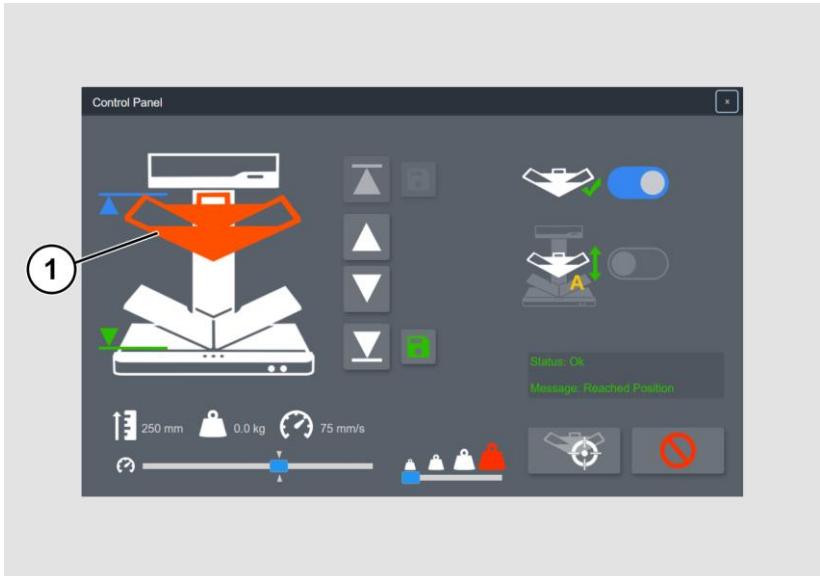 Control Panel
x
1
A
Status: Ok
Message: Reached Position
250 mm
0.0 kg
75 mm/s